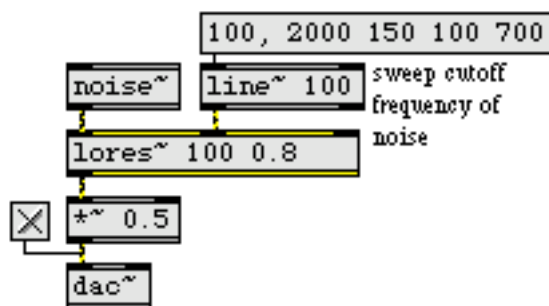 100, 2000 150 100 700
noise~
line~ 100
sweep cutoff
frequency of
noise
lores~ 100 0.8
*~ 0.5
dac~